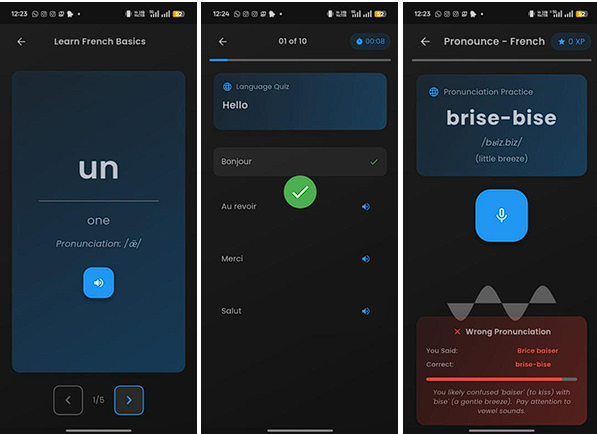 12:23
Learn French Basics
un
one
Pronunciation: /œ̃/
1/5
12:24
01 of 10
00:08
Language Quiz
Hello
Bonjour
Au revoir
Merci
Salut
12:23
Pronounce - French
0 XP
Pronunciation Practice
brise-bise
/bʁiz.biz/
(little breeze)
Wrong Pronunciation
You Said: Brice baiser
Correct: brise-bise
You likely confused 'baiser' (to kiss) with
'bise' (a gentle breeze). Pay attention to
vowel sounds.